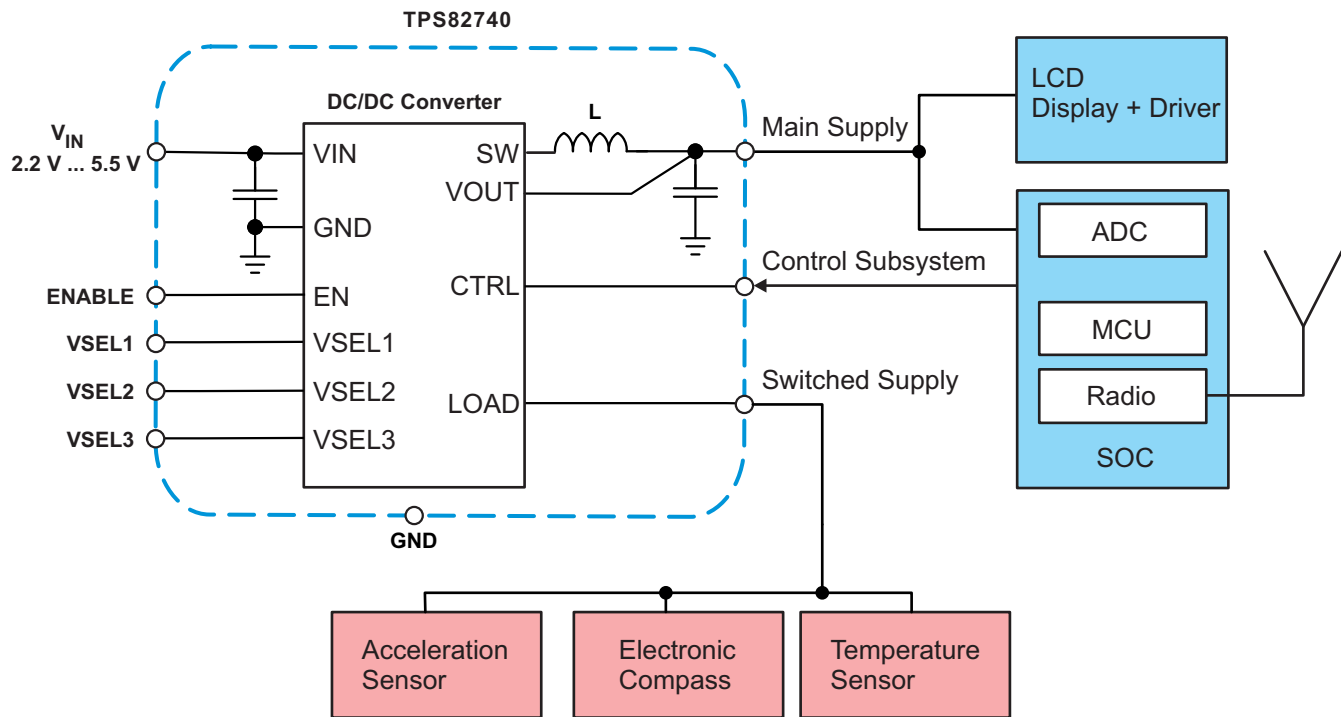 TPS82740
DC/DC Converter
VIN
2.2 V ... 5.5 V
ENABLE
VSEL1
VSEL2
VSEL3
VIN
GND
EN
VSEL1
VSEL2
VSEL3
SW
VOUT
CTRL
LOAD
L
GND
Main Supply
Control Subsystem
Switched Supply
LCD
Display + Driver
ADC
MCU
Radio
SOC
Acceleration
Sensor
Electronic
Compass
Temperature
Sensor